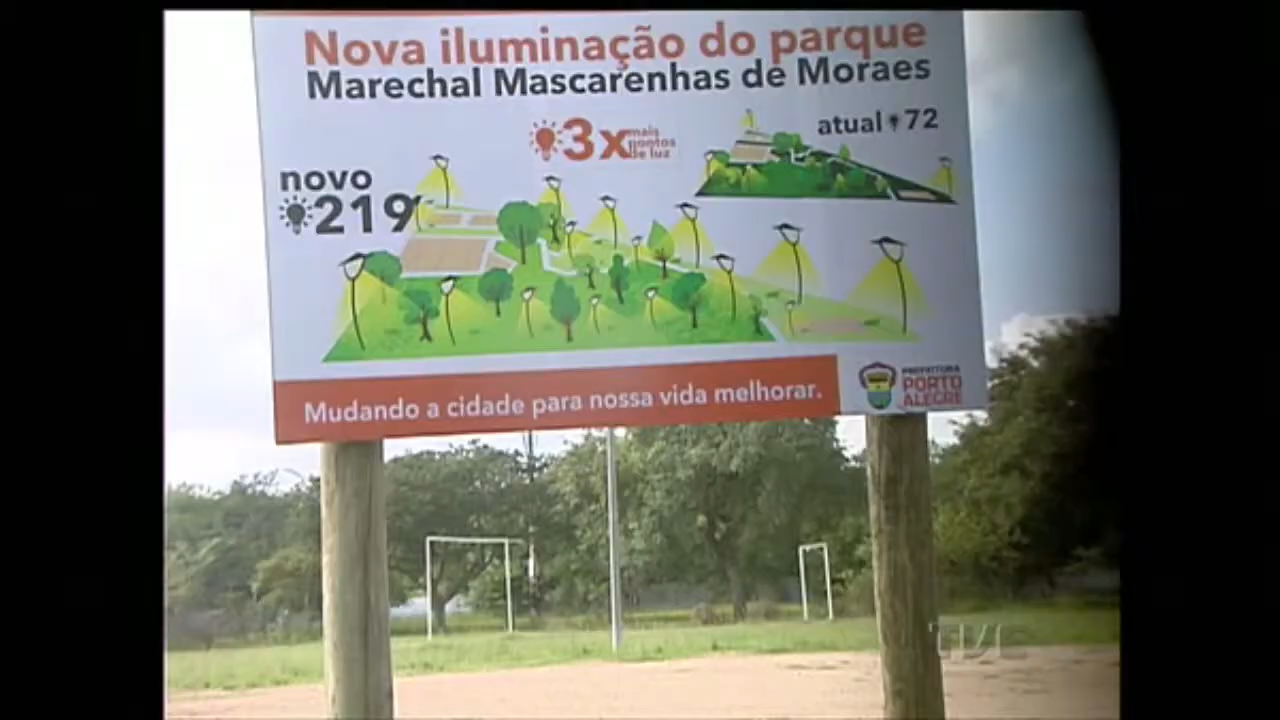 Nova iluminação do parque
Marechal Mascarenhas de Moraes
3x mais pontos de luz
atual 72
novo
219
Mudando a cidade para nossa vida melhorar.
PREFEITURA
PORTO
ALEGRE